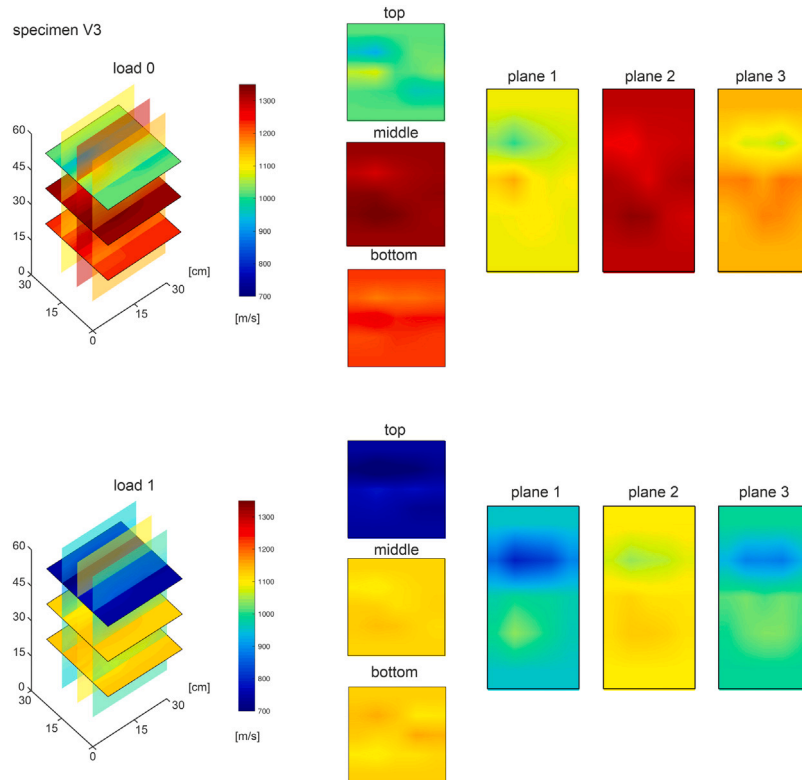 specimen V3
load 0
top
plane 1
plane 2
plane 3
middle
bottom
60
45
30
15
0
30
15
0
15
30
[cm]
1300
1200
1100
1000
900
800
700
[m/s]
load 1
top
plane 1
plane 2
plane 3
middle
bottom
60
45
30
15
0
30
15
0
15
30
[cm]
1300
1200
1100
1000
900
800
700
[m/s]